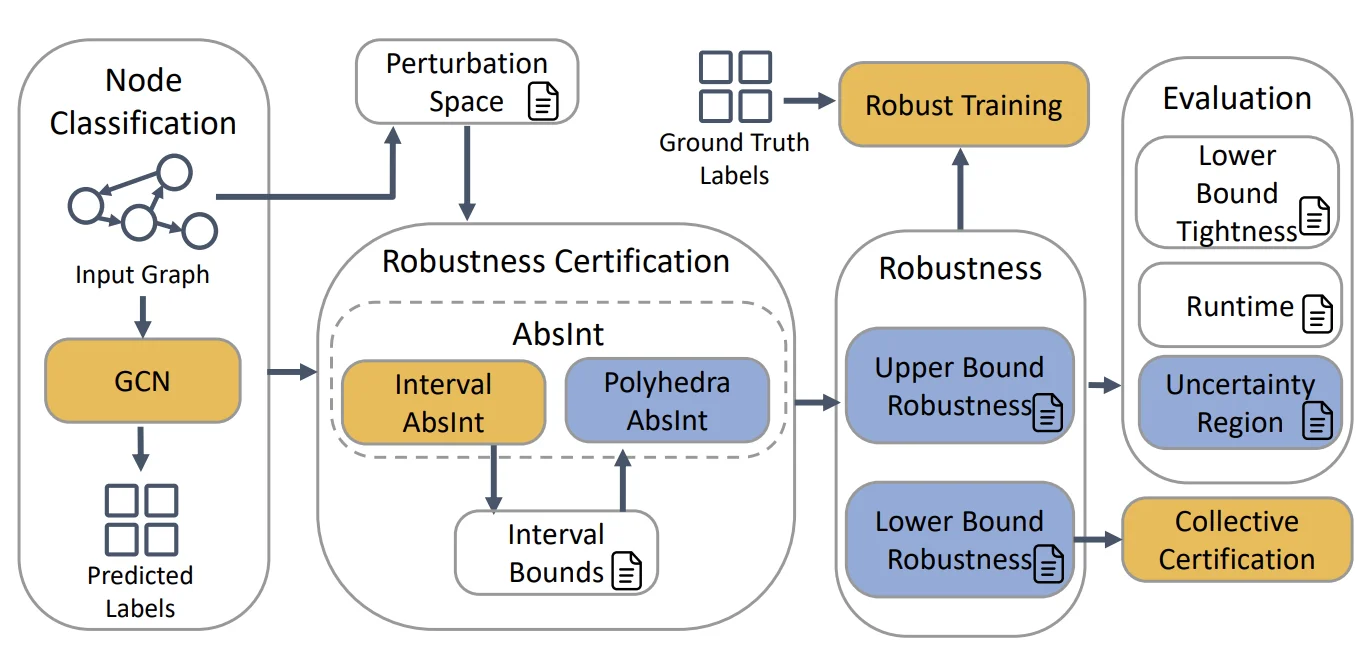 Node
Classification
Input Graph
GCN
Predicted
Labels
Perturbation
Space
Robustness Certification
AbsInt
Interval
AbsInt
Polyhedra
AbsInt
Interval
Bounds
Ground Truth
Labels
Robust Training
Robustness
Upper Bound
Robustness
Lower Bound
Robustness
Evaluation
Lower
Bound
Tightness
Runtime
Uncertainty
Region
Collective
Certification